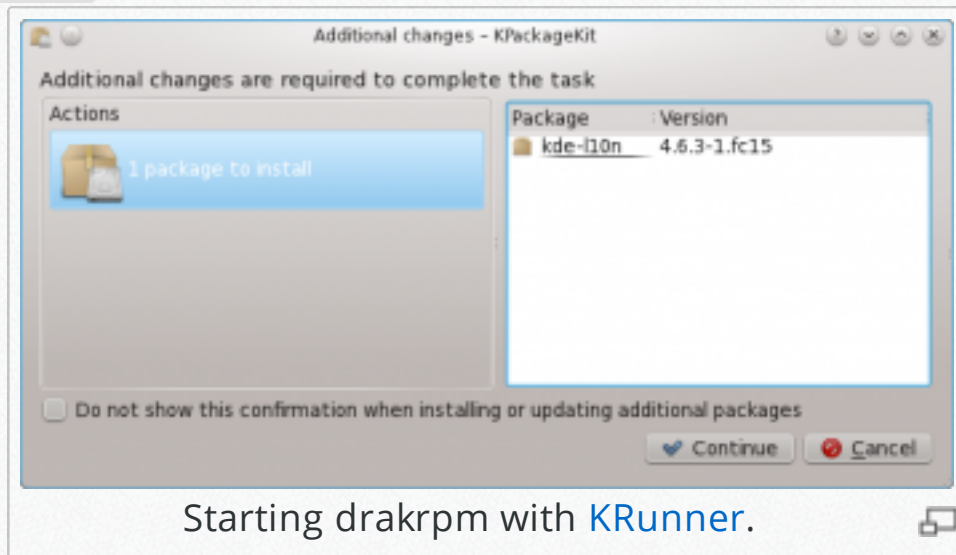 Additional changes – KPackageKit
Additional changes are required to complete the task
Actions
1 package to install
Package Version
kde-l10n 4.6.3-1.fc15
Do not show this confirmation when installing or updating additional packages
Continue Cancel
Starting drakrpm with KRunner.